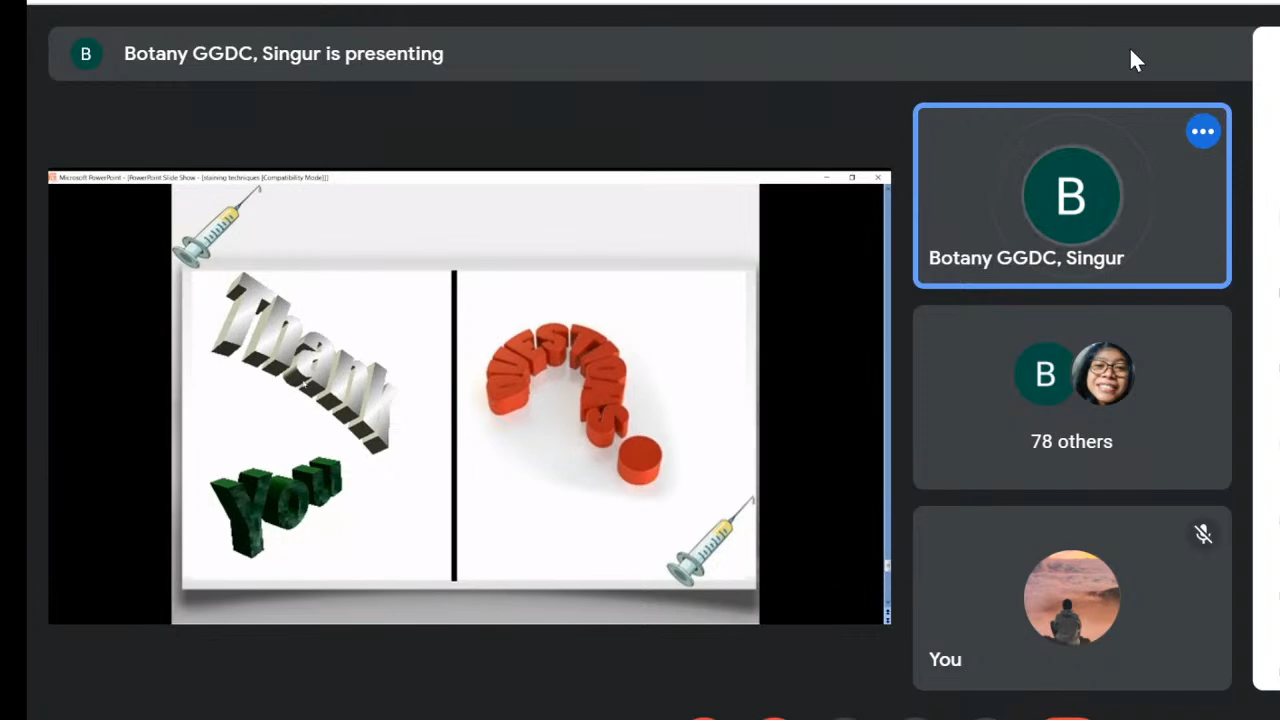 B Botany GGDC, Singur is presenting
Microsoft PowerPoint - [PowerPoint Slide Show - [staining techniques [Compatibility Mode]]]
Thank
You
QUESTIONS
B
Botany GGDC, Singur
B
78 others
You